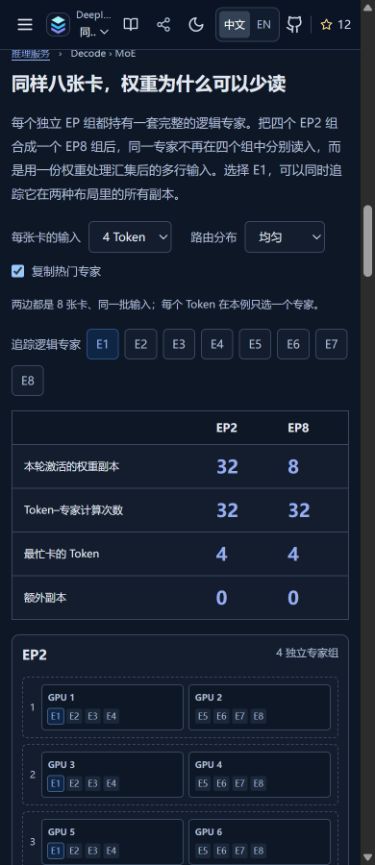 Deepl...
同..
中文
EN
12
推理服务 › Decode › MoE
同样八张卡，权重为什么可以少读
每个独立 EP 组都持有一套完整的逻辑专家。把四个 EP2 组
合成一个 EP8 组后，同一专家不再在四个组中分别读入，而
是用一份权重处理汇集后的多行输入。选择 E1，可以同时追
踪它在两种布局里的所有副本。
每张卡的输入 4 Token 路由分布 均匀
复制热门专家
两边都是 8 张卡、同一批输入；每个 Token 在本例只选一个专家。
追踪逻辑专家 E1 E2 E3 E4 E5 E6 E7
E8
EP2 EP8
本轮激活的权重副本 32 8
Token–专家计算次数 32 32
最忙卡的 Token 4 4
额外副本 0 0
EP2 4 独立专家组
GPU 1 GPU 2
1 E1 E2 E3 E4 E5 E6 E7 E8
GPU 3 GPU 4
2 E1 E2 E3 E4 E5 E6 E7 E8
GPU 5 GPU 6
3 E1 E2 E3 E4 E5 E6 E7 E8